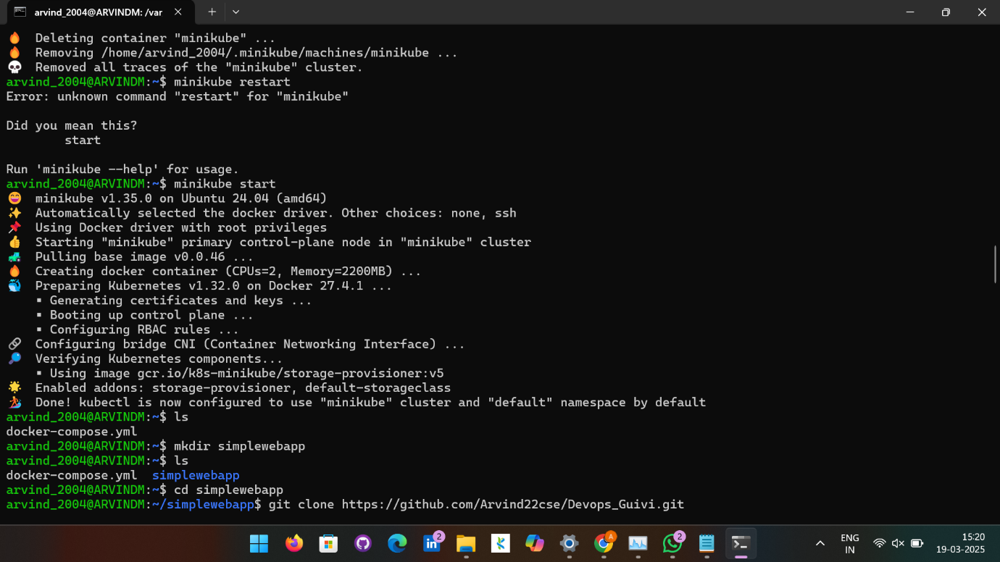 arvind_2004@ARVINDM: /var
Deleting container "minikube" ...
Removing /home/arvind_2004/.minikube/machines/minikube ...
Removed all traces of the "minikube" cluster.
arvind_2004@ARVINDM:~$ minikube restart
Error: unknown command "restart" for "minikube"
Did you mean this?
start
Run 'minikube --help' for usage.
arvind_2004@ARVINDM:~$ minikube start
minikube v1.35.0 on Ubuntu 24.04 (amd64)
Automatically selected the docker driver. Other choices: none, ssh
Using Docker driver with root privileges
Starting "minikube" primary control-plane node in "minikube" cluster
Pulling base image v0.0.46 ...
Creating docker container (CPUs=2, Memory=2200MB) ...
Preparing Kubernetes v1.32.0 on Docker 27.4.1 ...
▪ Generating certificates and keys ...
▪ Booting up control plane ...
▪ Configuring RBAC rules ...
Configuring bridge CNI (Container Networking Interface) ...
Verifying Kubernetes components...
▪ Using image gcr.io/k8s-minikube/storage-provisioner:v5
Enabled addons: storage-provisioner, default-storageclass
Done! kubectl is now configured to use "minikube" cluster and "default" namespace by default
arvind_2004@ARVINDM:~$ ls
docker-compose.yml
arvind_2004@ARVINDM:~$ mkdir simplewebapp
arvind_2004@ARVINDM:~$ ls
docker-compose.yml  simplewebapp
arvind_2004@ARVINDM:~$ cd simplewebapp
arvind_2004@ARVINDM:~/simplewebapp$ git clone https://github.com/Arvind22cse/Devops_Guivi.git
in 2
A
2
ENG
IN
15:20
19-03-2025